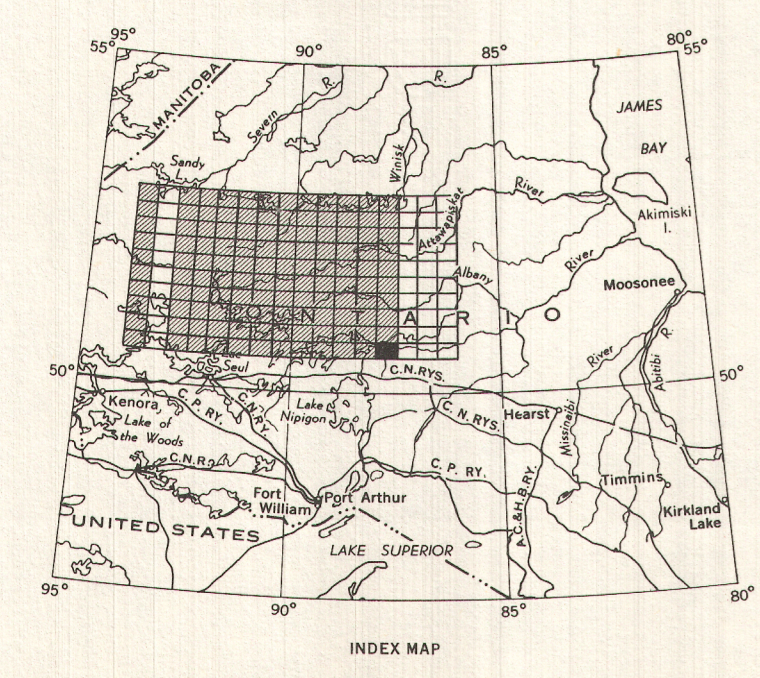 95°
55°
90°
85°
80°
55°
MANITOBA
Severn
R.
R.
JAMES
BAY
Winisk
Sandy
L.
Attawapiskat
River
Akimiski
I.
River
Albany
Moosonee
O N T A R I O
Lac
Seul
50°
50°
C.N.RYS.
River
Abitibi
R.
Kenora
C.P. RY.
C.N.RY.
Lake
Nipigon
C. N. RYS.
Hearst
Missinaibi
Lake of
the Woods
C.N.R.
C. P. RY.
Timmins
Fort
William
Port Arthur
A.C.&H.B.RY.
Kirkland
Lake
UNITED STATES
LAKE SUPERIOR
95°
90°
85°
80°
INDEX MAP